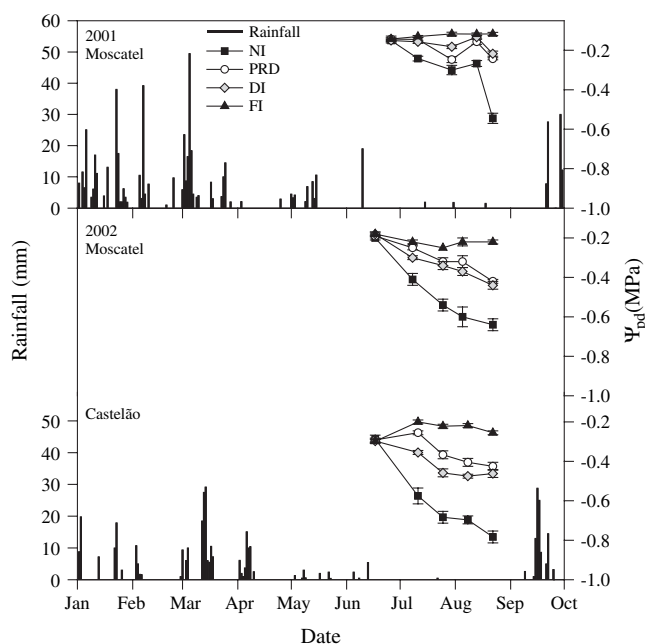 60
50
40
30
20
10
0
2001
Moscatel
Rainfall
NI
PRD
DI
FI
-0.2
-0.4
-0.6
-0.8
-1.0
2002
Moscatel
-0.2
-0.4
-0.6
-0.8
-1.0
Rainfall (mm)
Ψpd(MPa)
Castelão
50
40
30
20
10
0
-0.2
-0.4
-0.6
-0.8
-1.0
Jan Feb Mar Apr May Jun Jul Aug Sep Oct
Date